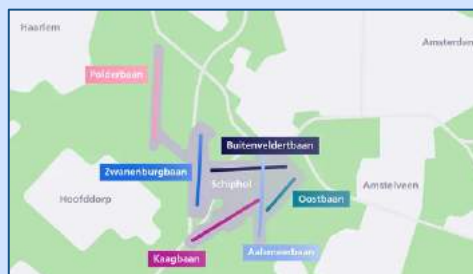 Haarlem
Amsterdam
Polderbaan
Buitenveldertbaan
Zwanenburgbaan
Schiphol
Amstelveen
Hoofddorp
Oostbaan
Kaagbaan
Aalsmeerbaan